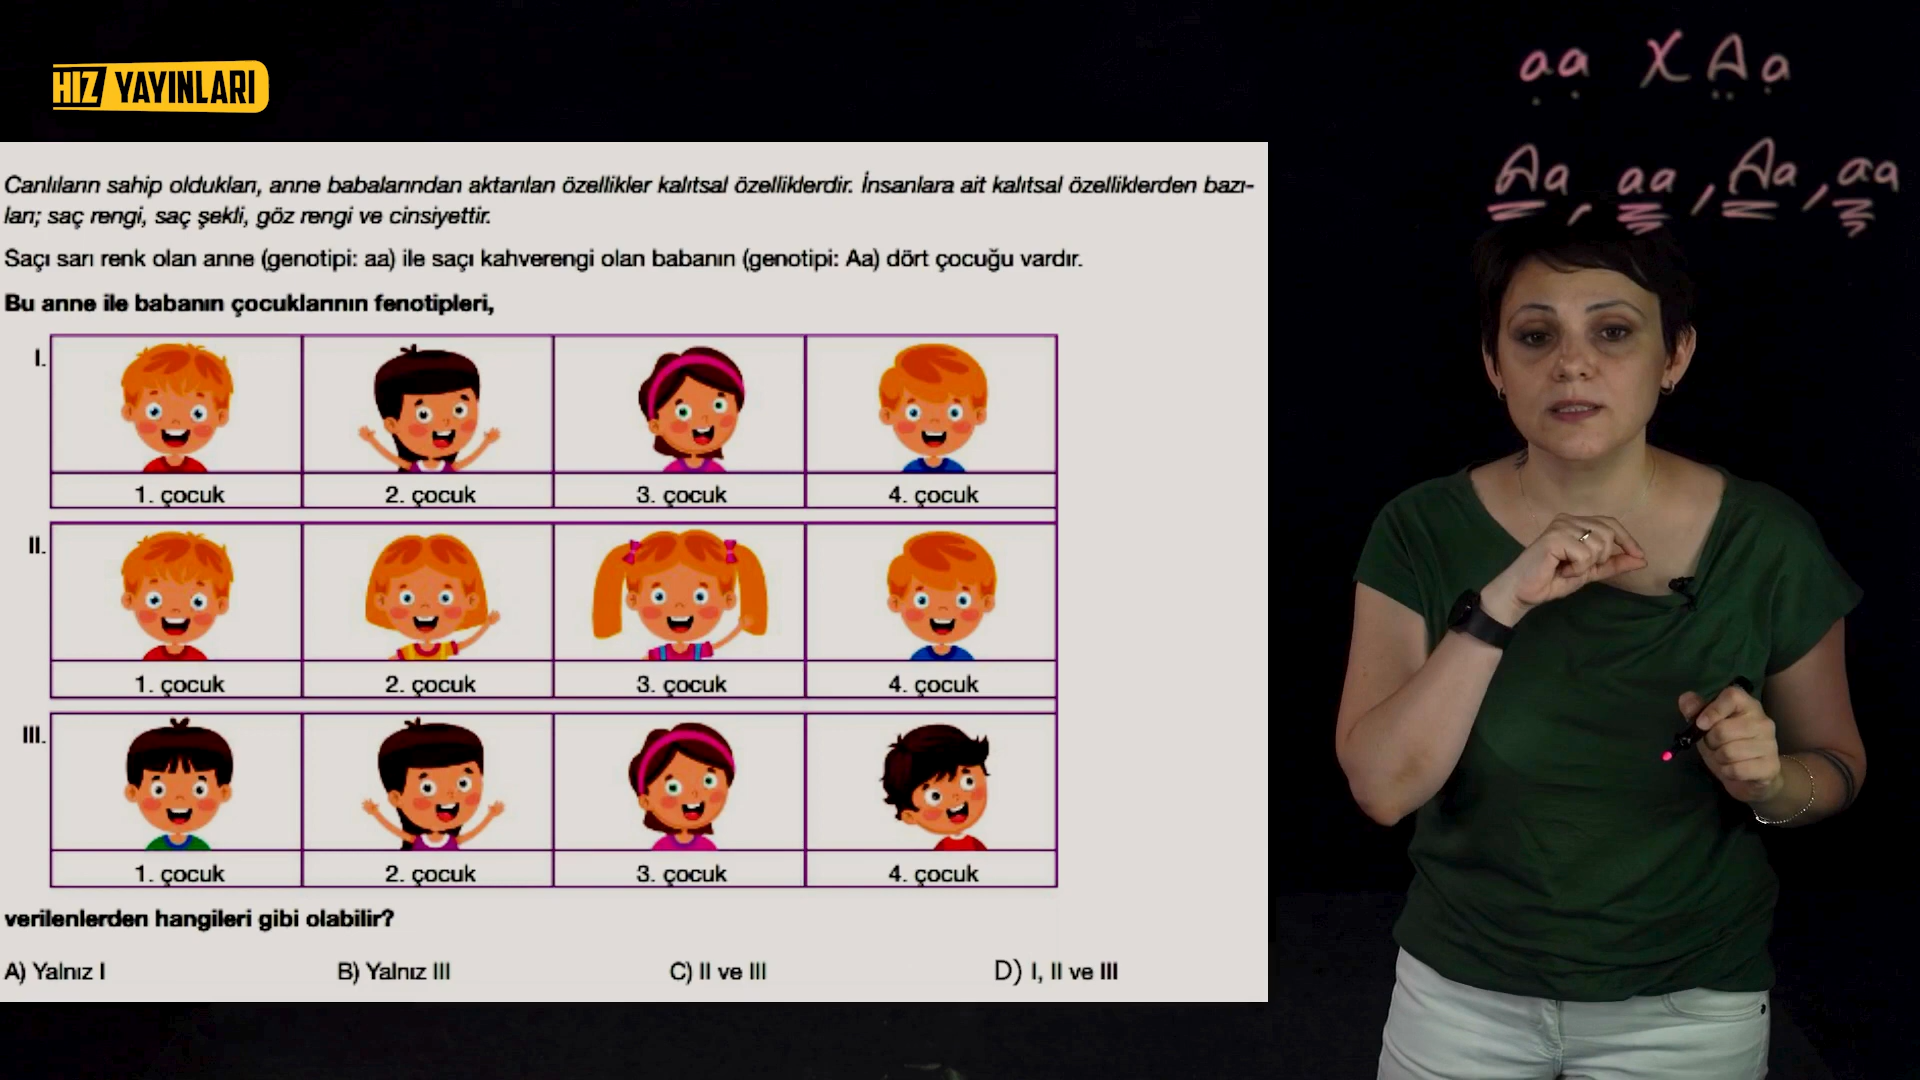 HIZ YAYINLARI
aa X Aa
Aa, aa, Aa, aa
Canlıların sahip oldukları, anne babalarından aktarılan özellikler kalıtsal özelliklerdir. İnsanlara ait kalıtsal özelliklerden bazı-
ları; saç rengi, saç şekli, göz rengi ve cinsiyettir.
Saçı sarı renk olan anne (genotipi: aa) ile saçı kahverengi olan babanın (genotipi: Aa) dört çocuğu vardır.
Bu anne ile babanın çocuklarının fenotipleri,
I.
1. çocuk 2. çocuk 3. çocuk 4. çocuk
II.
1. çocuk 2. çocuk 3. çocuk 4. çocuk
III.
1. çocuk 2. çocuk 3. çocuk 4. çocuk
verilenlerden hangileri gibi olabilir?
A) Yalnız I B) Yalnız III C) II ve III D) I, II ve III